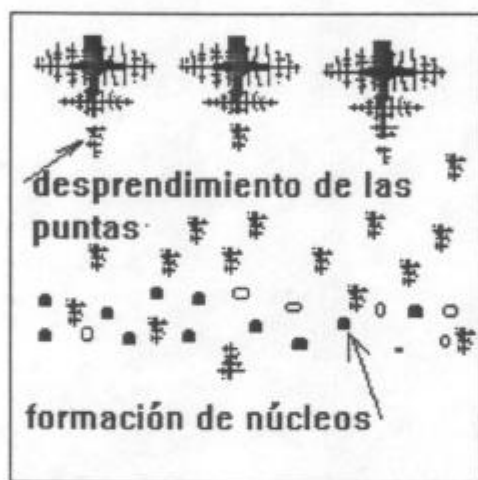 desprendimiento de las
puntas
formación de núcleos